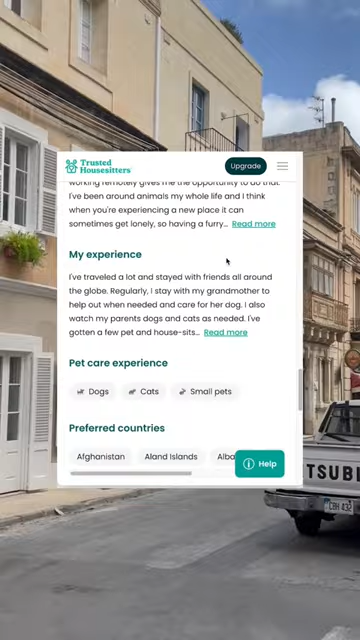 Trusted
Housesitters
Upgrade
working remotely gives me the opportunity to do that.
I've been around animals my whole life and I think
when you're experiencing a new place it can
sometimes get lonely, so having a furry... Read more
My experience
I've traveled a lot and stayed with friends all around
the globe. Regularly, I stay with my grandmother to
help out when needed and care for her dog. I also
watch my parents dogs and cats as needed. I've
gotten a few pet and house-sits... Read more
Pet care experience
Dogs
Cats
Small pets
Preferred countries
Afghanistan
Aland Islands
Alba
Help
TSUBI